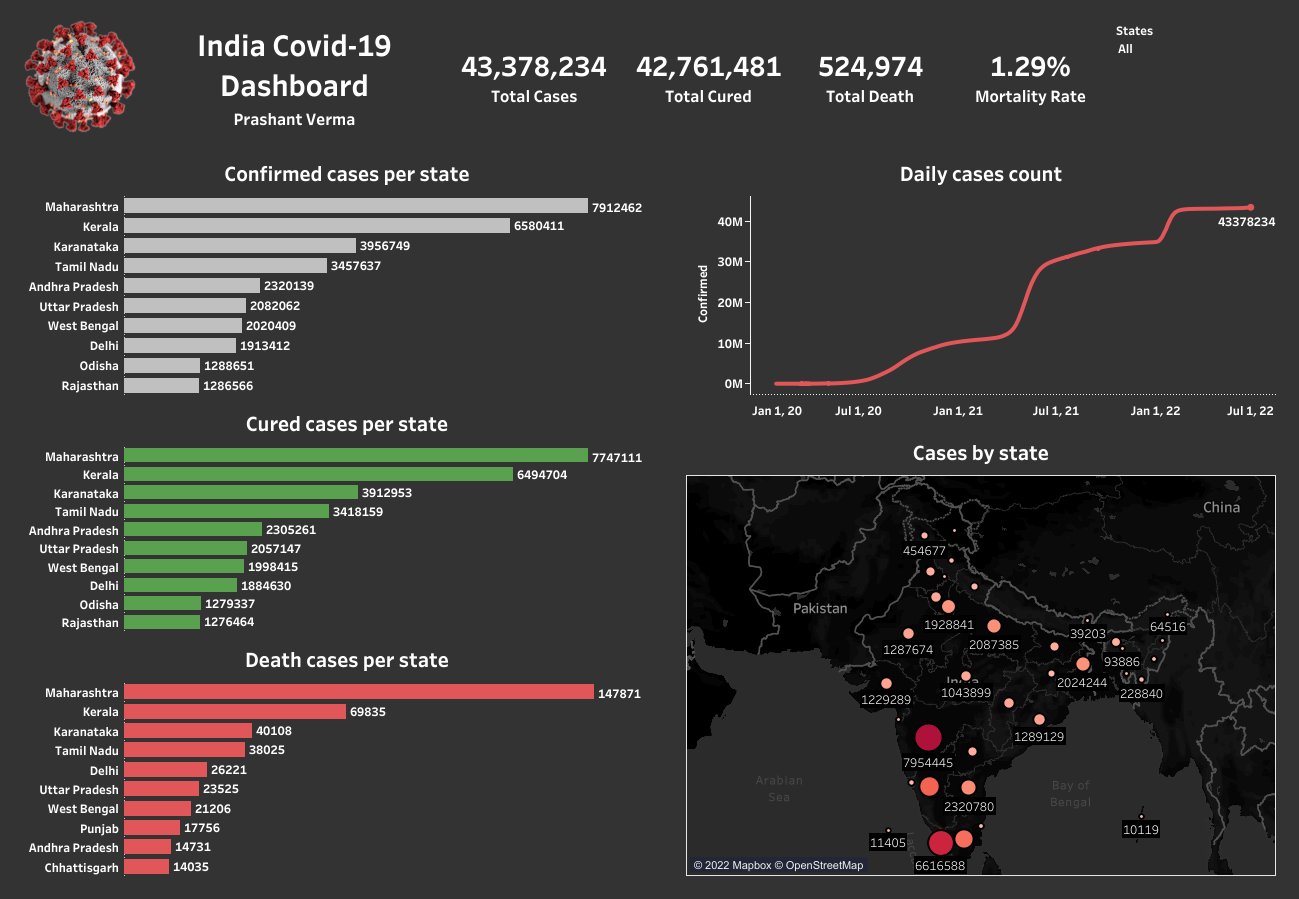 India Covid-19
Dashboard
Prashant Verma
43,378,234
Total Cases
42,761,481
Total Cured
524,974
Total Death
1.29%
Mortality Rate
States
All
Confirmed cases per state
Maharashtra 7912462
Kerala 6580411
Karanataka 3956749
Tamil Nadu 3457637
Andhra Pradesh 2320139
Uttar Pradesh 2082062
West Bengal 2020409
Delhi 1913412
Odisha 1288651
Rajasthan 1286566
Cured cases per state
Maharashtra 7747111
Kerala 6494704
Karanataka 3912953
Tamil Nadu 3418159
Andhra Pradesh 2305261
Uttar Pradesh 2057147
West Bengal 1998415
Delhi 1884630
Odisha 1279337
Rajasthan 1276464
Death cases per state
Maharashtra 147871
Kerala 69835
Karanataka 40108
Tamil Nadu 38025
Delhi 26221
Uttar Pradesh 23525
West Bengal 21206
Punjab 17756
Andhra Pradesh 14731
Chhattisgarh 14035
Daily cases count
Confirmed
40M
30M
20M
10M
0M
43378234
Jan 1, 20 Jul 1, 20 Jan 1, 21 Jul 1, 21 Jan 1, 22 Jul 1, 22
Cases by state
China
454677
Pakistan
1928841
64516
39203
2087385
1287674
93886
India
2024244
1043899
228840
1229289
1289129
7954445
Arabian
Sea
Bay of
Bengal
2320780
10119
11405
6616588
© 2022 Mapbox © OpenStreetMap